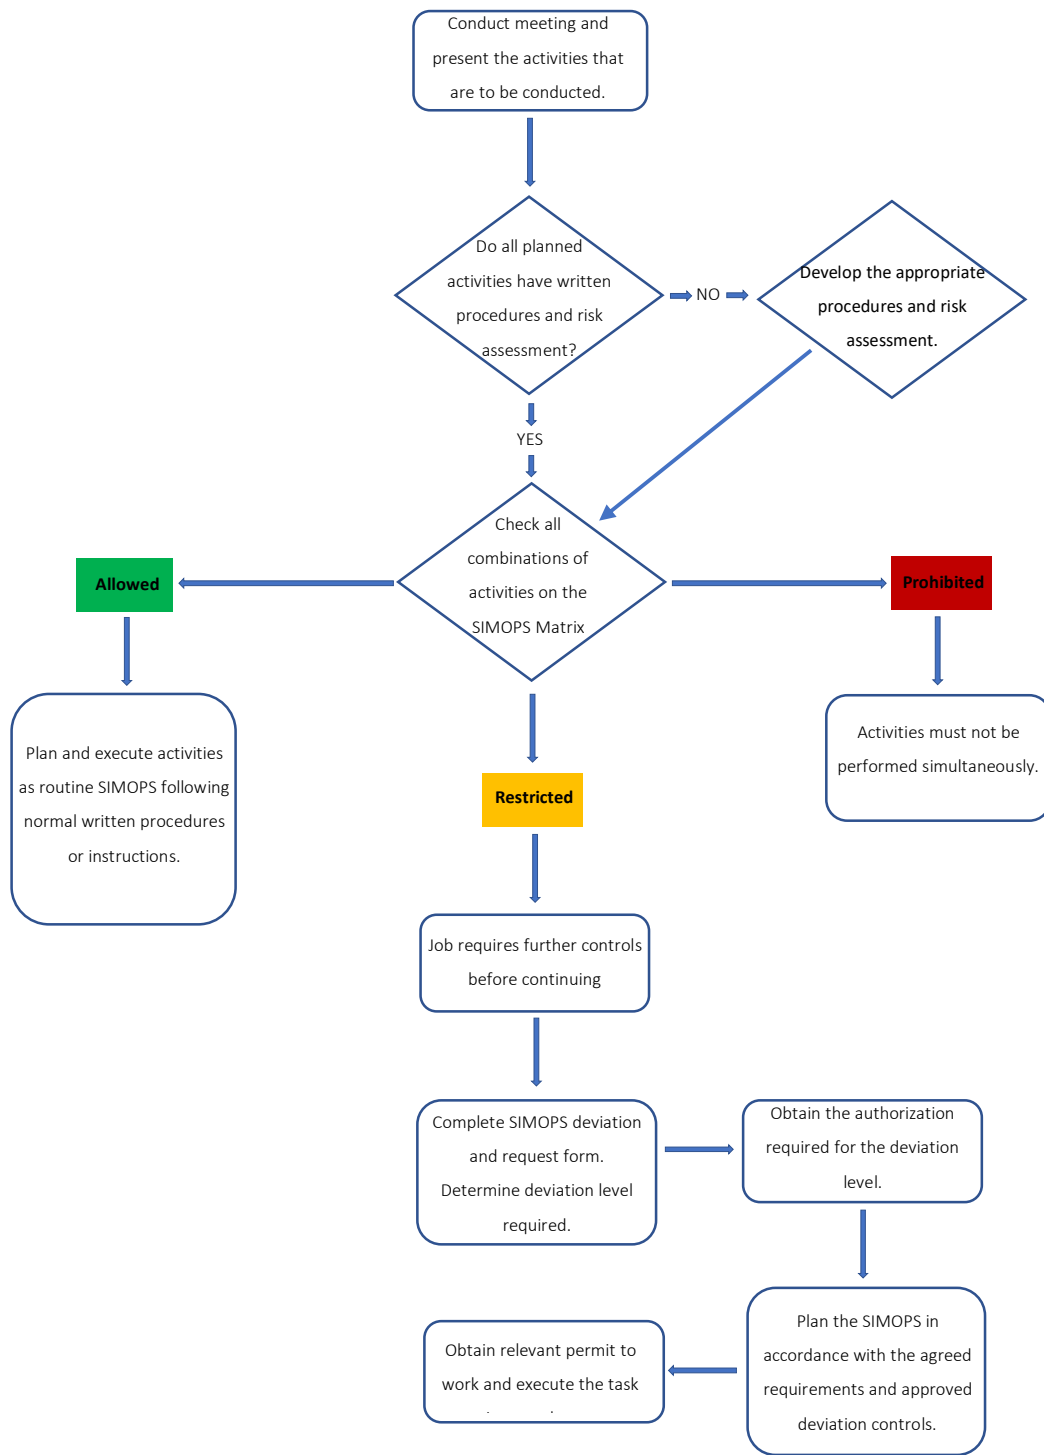 Conduct meeting and
present the activities that
are to be conducted.
Do all planned
activities have written
procedures and risk
assessment?
NO
Develop the appropriate
procedures and risk
assessment.
YES
Check all
combinations of
activities on the
SIMOPS Matrix
Allowed
Prohibited
Plan and execute activities
as routine SIMOPS following
normal written procedures
or instructions.
Activities must not be
performed simultaneously.
Restricted
Job requires further controls
before continuing
Complete SIMOPS deviation
and request form.
Determine deviation level
required.
Obtain the authorization
required for the deviation
level.
Plan the SIMOPS in
accordance with the agreed
requirements and approved
deviation controls.
Obtain relevant permit to
work and execute the task